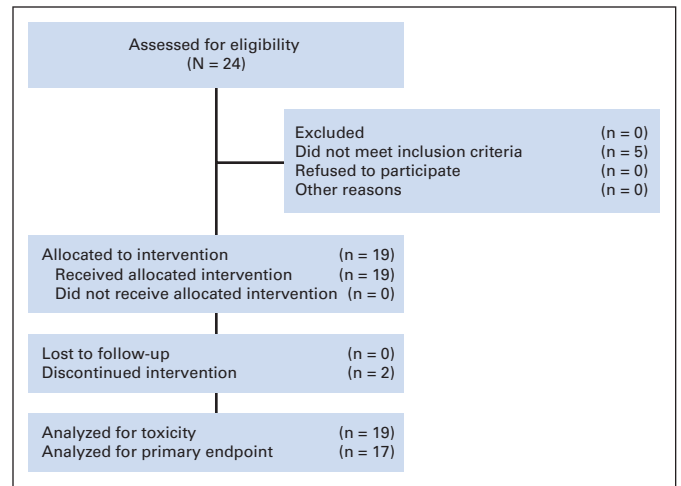 Assessed for eligibility
(N = 24)
Excluded (n = 0)
Did not meet inclusion criteria (n = 5)
Refused to participate (n = 0)
Other reasons (n = 0)
Allocated to intervention (n = 19)
Received allocated intervention (n = 19)
Did not receive allocated intervention (n = 0)
Lost to follow-up (n = 0)
Discontinued intervention (n = 2)
Analyzed for toxicity (n = 19)
Analyzed for primary endpoint (n = 17)